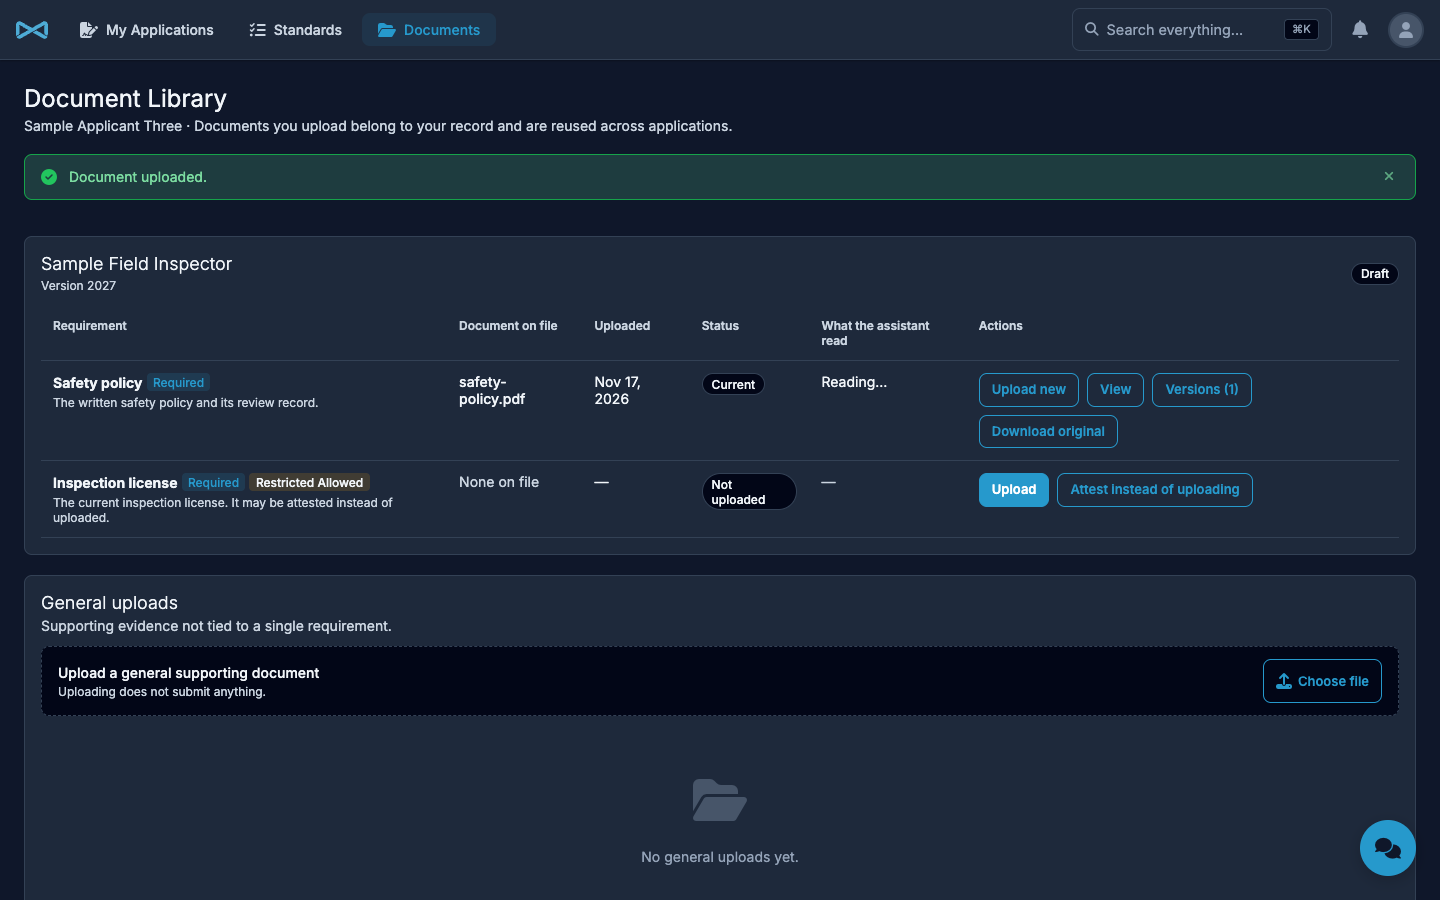 My Applications
Standards
Documents
Search everything...
⌘K
Document Library
Sample Applicant Three · Documents you upload belong to your record and are reused across applications.
Document uploaded.
Sample Field Inspector
Version 2027
Draft
Requirement
Document on file
Uploaded
Status
What the assistant
read
Actions
Safety policy Required
The written safety policy and its review record.
safety-
policy.pdf
Nov 17,
2026
Current
Reading...
Upload new
View
Versions (1)
Download original
Inspection license Required Restricted Allowed
The current inspection license. It may be attested instead of
uploaded.
None on file
—
Not
uploaded
—
Upload
Attest instead of uploading
General uploads
Supporting evidence not tied to a single requirement.
Upload a general supporting document
Uploading does not submit anything.
Choose file
No general uploads yet.